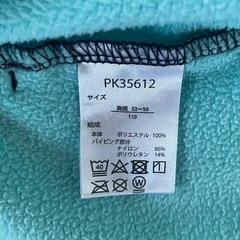 PK35612
サイズ
胸囲 53〜59
110
組成
本体 ポリエステル 100%
パイピング部分
ナイロン 86%
ポリウレタン 14%
40
W